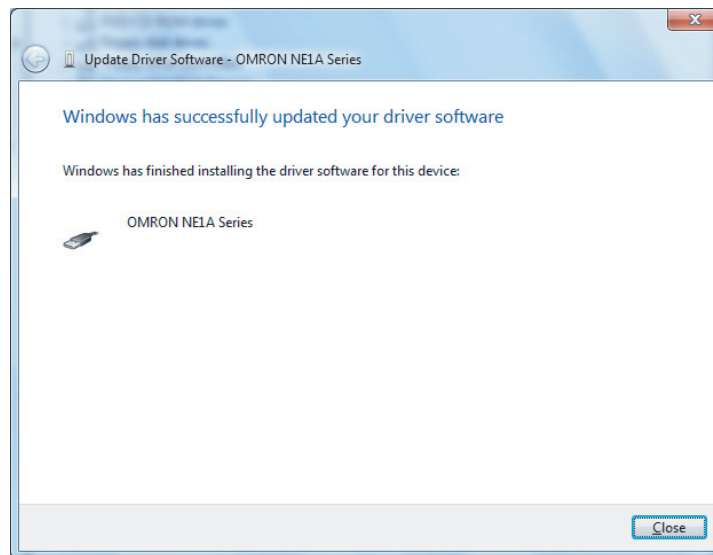 Update Driver Software - OMRON NE1A Series
Windows has successfully updated your driver software
Windows has finished installing the driver software for this device:
OMRON NE1A Series
Close